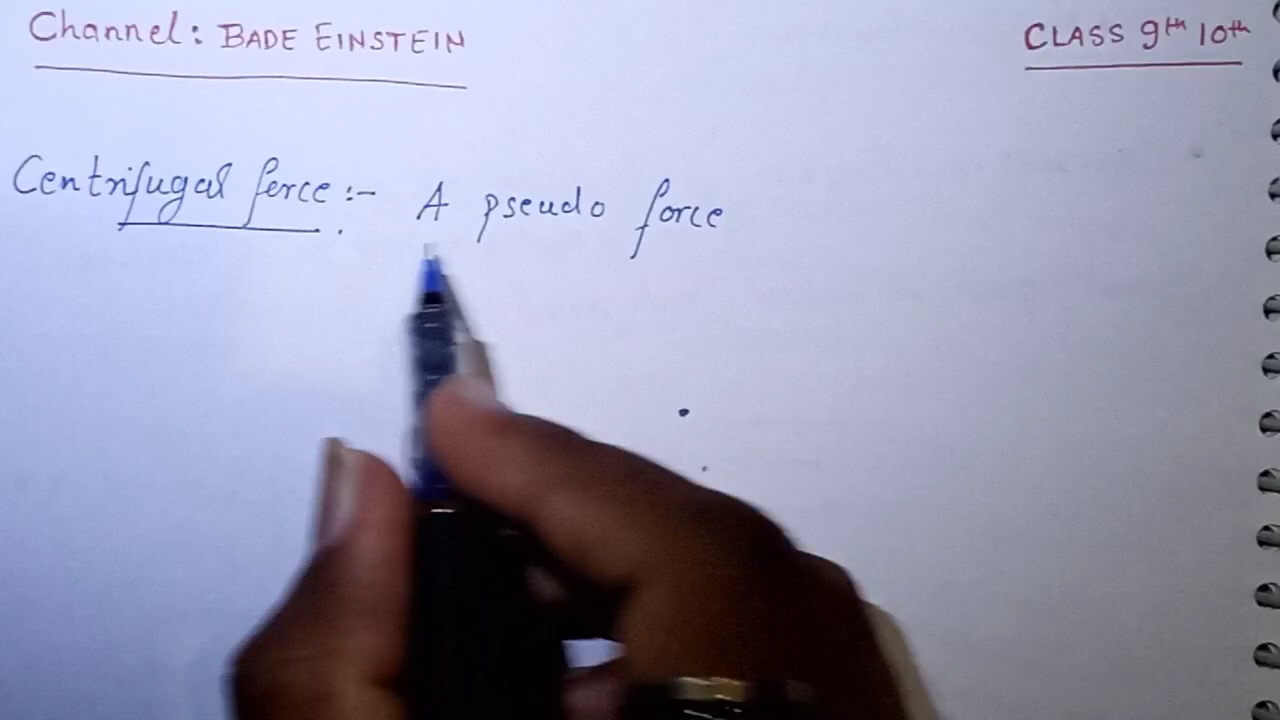 Channel: BADE EINSTEIN
CLASS 9th 10th
Centrifugal force :- A pseudo force